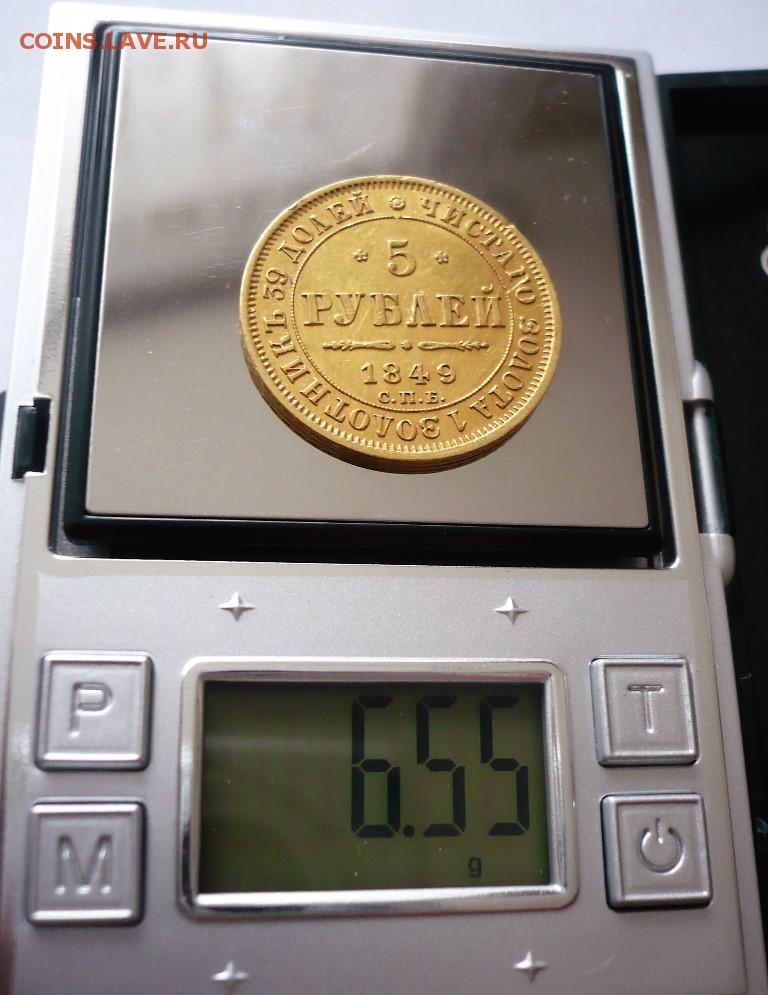 COINS.LAVE.RU
ЧИСТАГО ЗОЛОТА 1 ЗОЛОТНИКЪ 39 ДОЛЕЙ
5
РУБЛЕЙ
1849
С.П.Б.
P
T
6.55
g
M